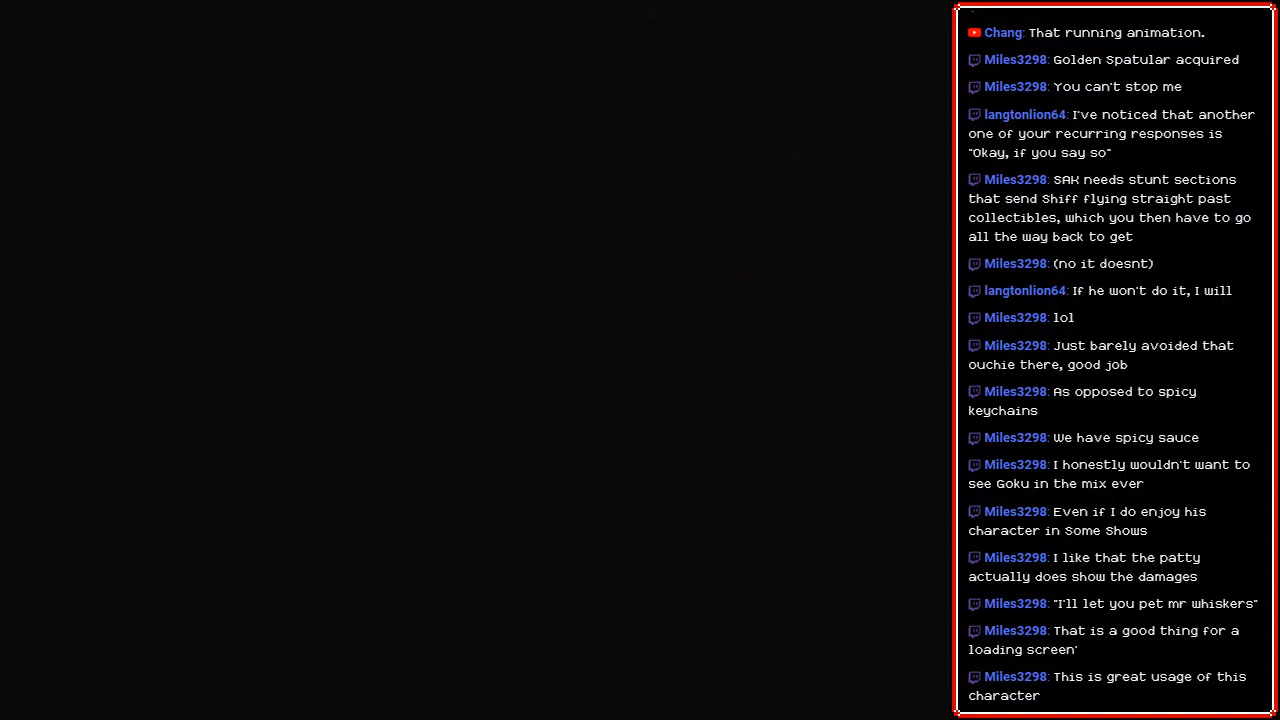 Chang: That running animation.
Miles3298: Golden Spatular acquired
Miles3298: You can't stop me
langtonlion64: I've noticed that another
one of your recurring responses is
"Okay, if you say so"
Miles3298: SAK needs stunt sections
that send Shiff flying straight past
collectibles, which you then have to go
all the way back to get
Miles3298: (no it doesnt)
langtonlion64: If he won't do it, I will
Miles3298: lol
Miles3298: Just barely avoided that
ouchie there, good job
Miles3298: As opposed to spicy
keychains
Miles3298: We have spicy sauce
Miles3298: I honestly wouldn't want to
see Goku in the mix ever
Miles3298: Even if I do enjoy his
character in Some Shows
Miles3298: I like that the patty
actually does show the damages
Miles3298: "I'll let you pet mr whiskers"
Miles3298: That is a good thing for a
loading screen'
Miles3298: This is great usage of this
character